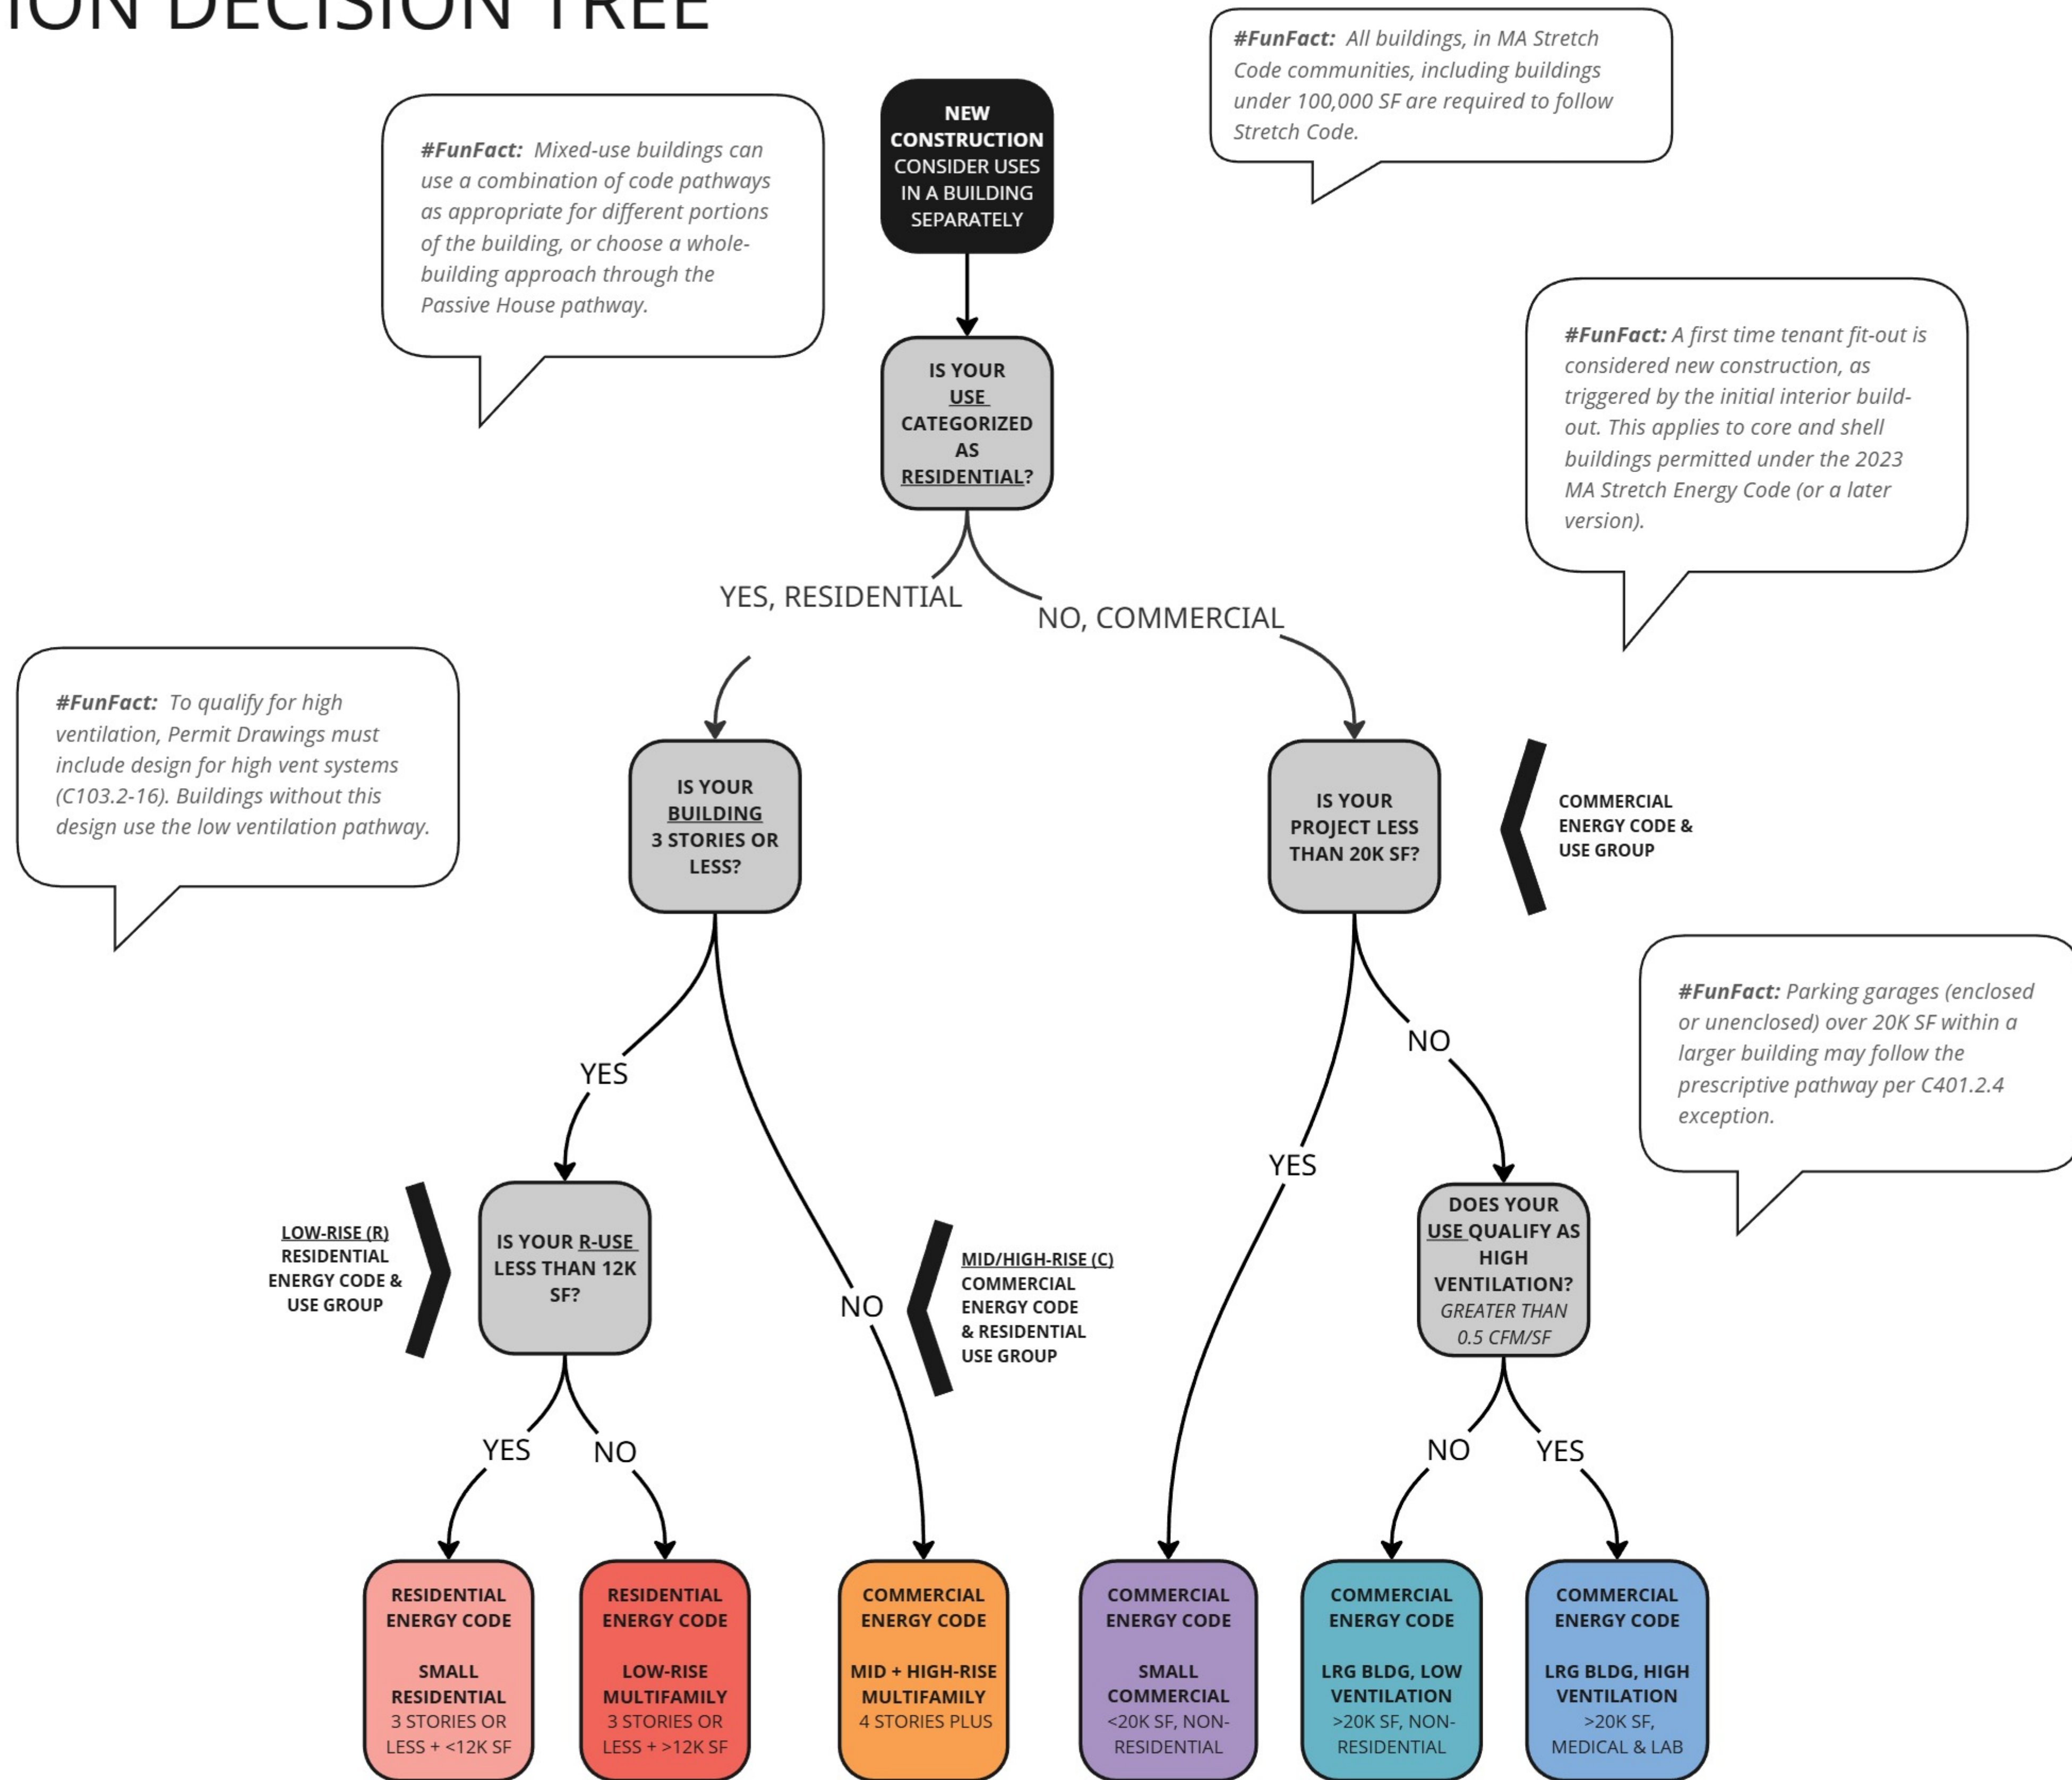 ION DECISION TREE
#FunFact: All buildings, in MA Stretch
Code communities, including buildings
under 100,000 SF are required to follow
Stretch Code.
#FunFact: Mixed-use buildings can
use a combination of code pathways
as appropriate for different portions
of the building, or choose a whole-
building approach through the
Passive House pathway.
NEW
CONSTRUCTION
CONSIDER USES
IN A BUILDING
SEPARATELY
#FunFact: A first time tenant fit-out is
considered new construction, as
triggered by the initial interior build-
out. This applies to core and shell
buildings permitted under the 2023
MA Stretch Energy Code (or a later
version).
IS YOUR
USE
CATEGORIZED
AS
RESIDENTIAL?
YES, RESIDENTIAL
NO, COMMERCIAL
#FunFact: To qualify for high
ventilation, Permit Drawings must
include design for high vent systems
(C103.2-16). Buildings without this
design use the low ventilation pathway.
IS YOUR
BUILDING
3 STORIES OR
LESS?
IS YOUR
PROJECT LESS
THAN 20K SF?
COMMERCIAL
ENERGY CODE &
USE GROUP
#FunFact: Parking garages (enclosed
or unenclosed) over 20K SF within a
larger building may follow the
prescriptive pathway per C401.2.4
exception.
YES
NO
YES
NO
LOW-RISE (R)
RESIDENTIAL
ENERGY CODE &
USE GROUP
IS YOUR R-USE
LESS THAN 12K
SF?
MID/HIGH-RISE (C)
COMMERCIAL
ENERGY CODE
& RESIDENTIAL
USE GROUP
DOES YOUR
USE QUALIFY AS
HIGH
VENTILATION?
GREATER THAN
0.5 CFM/SF
YES
NO
NO
YES
RESIDENTIAL
ENERGY CODE
SMALL
RESIDENTIAL
3 STORIES OR
LESS + <12K SF
RESIDENTIAL
ENERGY CODE
LOW-RISE
MULTIFAMILY
3 STORIES OR
LESS + >12K SF
COMMERCIAL
ENERGY CODE
MID + HIGH-RISE
MULTIFAMILY
4 STORIES PLUS
COMMERCIAL
ENERGY CODE
SMALL
COMMERCIAL
<20K SF, NON-
RESIDENTIAL
COMMERCIAL
ENERGY CODE
LRG BLDG, LOW
VENTILATION
>20K SF, NON-
RESIDENTIAL
COMMERCIAL
ENERGY CODE
LRG BLDG, HIGH
VENTILATION
>20K SF,
MEDICAL & LAB